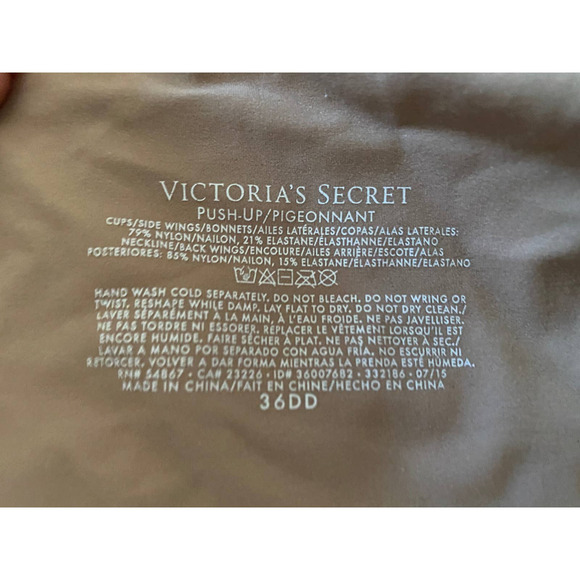 VICTORIA'S SECRET
PUSH-UP/PIGEONNANT
CUPS/SIDE WINGS/BONNETS/AILES LATÉRALES/COPAS/ALAS LATERALES:
79% NYLON/NAILON, 21% ELASTANE/ÉLASTHANNE/ELASTANO
NECKLINE/BACK WINGS/ENCOLURE/AILES ARRIÈRE/ESCOTE/ALAS
POSTERIORES: 85% NYLON/NAILON, 15% ELASTANE/ÉLASTHANNE/ELASTANO
HAND WASH COLD SEPARATELY. DO NOT BLEACH. DO NOT WRING OR
TWIST. RESHAPE WHILE DAMP. LAY FLAT TO DRY. DO NOT DRY CLEAN./
LAVER SÉPARÉMENT À LA MAIN, À L'EAU FROIDE. NE PAS JAVELLISER.
NE PAS TORDRE NI ESSORER. REPLACER LE VÊTEMENT LORSQU'IL EST
ENCORE HUMIDE. FAIRE SÉCHER À PLAT. NE PAS NETTOYER À SEC./
LAVAR A MANO POR SEPARADO CON AGUA FRÍA. NO ESCURRIR NI
RETORCER, VOLVER A DAR FORMA MIENTRAS LA PRENDA ESTÉ HÚMEDA.
RN# 54867 • CA# 23226 • ID# 36007682 • 332186 • 07/15
MADE IN CHINA/FAIT EN CHINE/HECHO EN CHINA
36DD